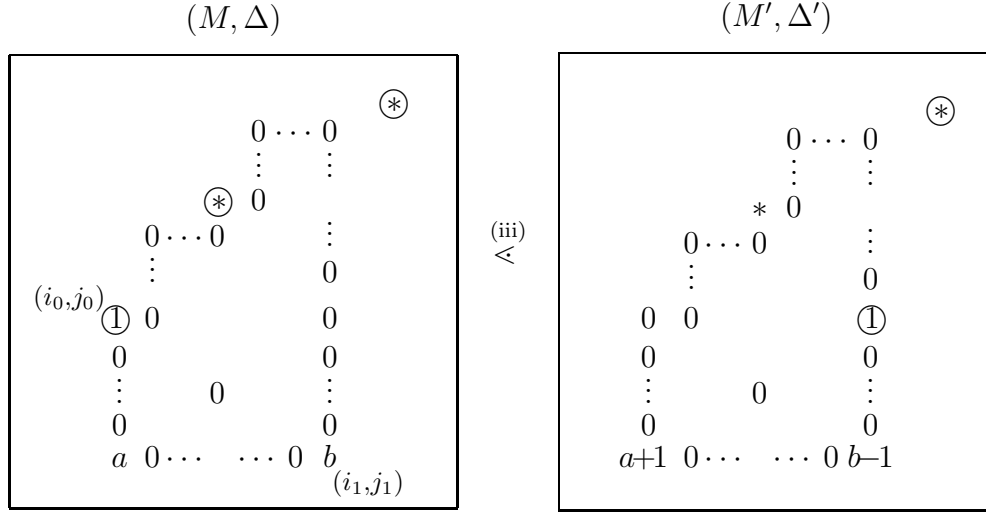 (M, Δ) (M′, Δ′)
⊛ ⊛
0 ··· 0 0 ··· 0
⋮ ⋮ ⋮ ⋮
⊛ 0 * 0
0 ··· 0 ⋮ (iii) 0 ··· 0 ⋮
⋮ 0 ⋖ ⋮ 0
(i₀,j₀)
① 0 0 0 0 ①
0 0 0 0
⋮ 0 ⋮ ⋮ 0 ⋮
0 0 0 0
a 0 ··· ··· 0 b a+1 0 ··· ··· 0 b−1
(i₁,j₁)